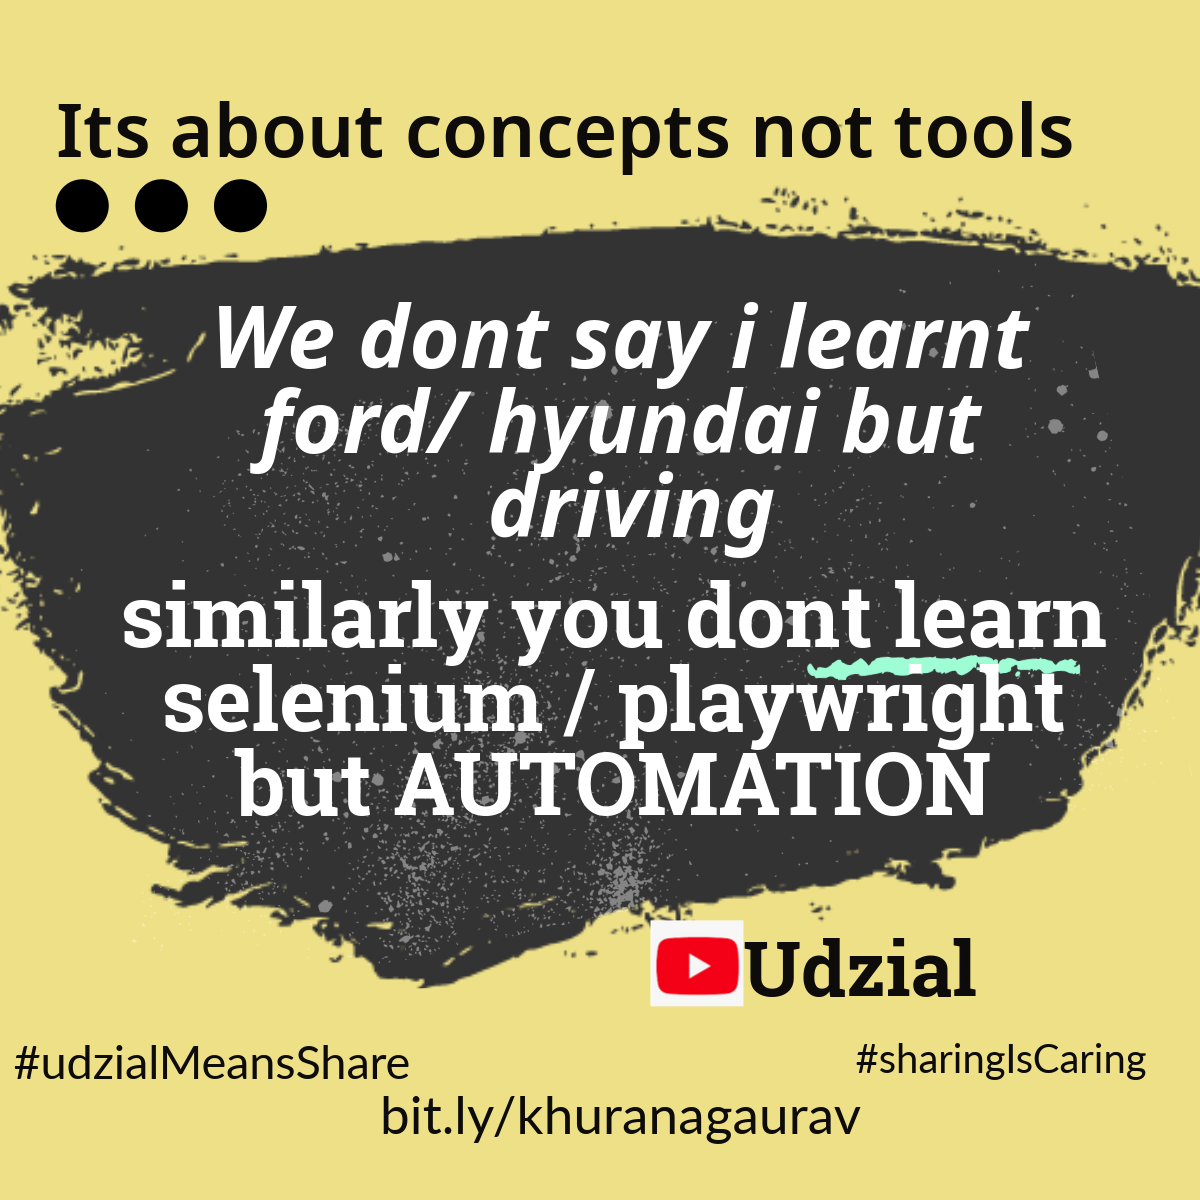 Its about concepts not tools
We dont say i learnt
ford/ hyundai but
driving
similarly you dont learn
selenium / playwright
but AUTOMATION
Udzial
#udzialMeansShare
#sharingIsCaring
bit.ly/khuranagaurav